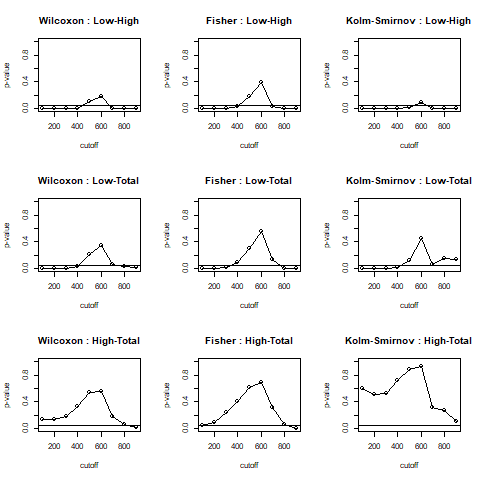 Wilcoxon : Low-High
Fisher : Low-High
Kolm-Smirnov : Low-High
p-value
0.0 0.4 0.8
200 400 600 800
cutoff
p-value
0.0 0.4 0.8
200 400 600 800
cutoff
p-value
0.0 0.4 0.8
200 400 600 800
cutoff
Wilcoxon : Low-Total
Fisher : Low-Total
Kolm-Smirnov : Low-Total
p-value
0.0 0.4 0.8
200 400 600 800
cutoff
p-value
0.0 0.4 0.8
200 400 600 800
cutoff
p-value
0.0 0.4 0.8
200 400 600 800
cutoff
Wilcoxon : High-Total
Fisher : High-Total
Kolm-Smirnov : High-Total
p-value
0.0 0.4 0.8
200 400 600 800
cutoff
p-value
0.0 0.4 0.8
200 400 600 800
cutoff
p-value
0.0 0.4 0.8
200 400 600 800
cutoff